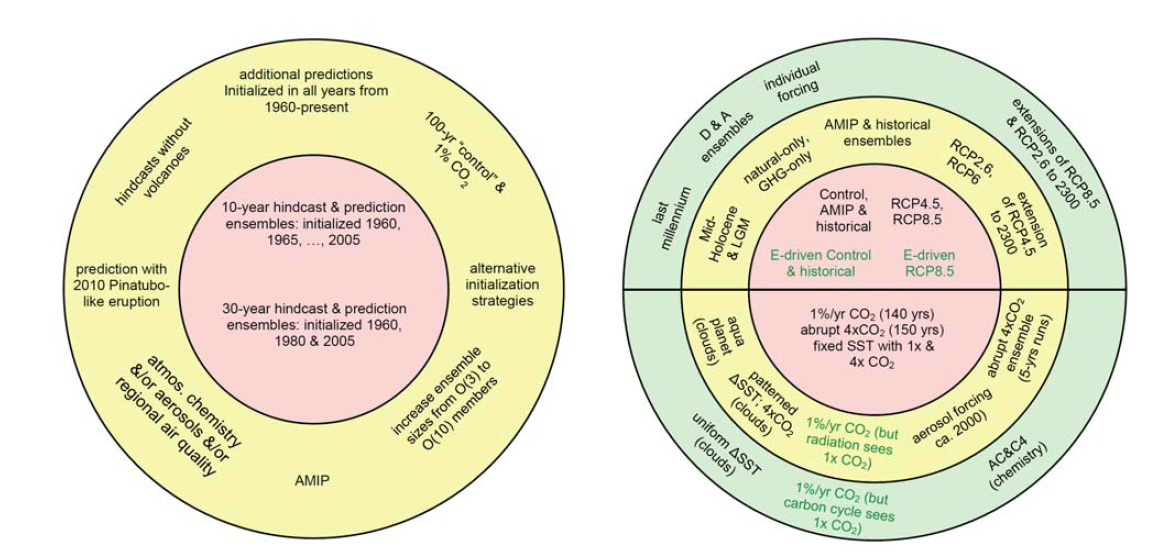 additional predictions
Initialized in all years from
1960-present
hindcasts without
volcanoes
100-yr “control” &
1% CO₂
10-year hindcast & prediction
ensembles: initialized 1960,
1965, …, 2005
prediction with
2010 Pinatubo-
like eruption
alternative
initialization
strategies
30-year hindcast & prediction
ensembles: initialized 1960,
1980 & 2005
atmos. chemistry
&/or aerosols &/or
regional air quality
increase ensemble
sizes from O(3) to
O(10) members
AMIP
individual
forcing
D & A
ensembles
last
millennium
extensions of RCP8.5
& RCP2.6 to 2300
AMIP & historical
ensembles
natural-only,
GHG-only
RCP2.6,
RCP6
Mid-
Holocene
& LGM
extension
of RCP4.5
to 2300
Control,
AMIP &
historical
RCP4.5,
RCP8.5
E-driven Control
& historical
E-driven
RCP8.5
1%/yr CO₂ (140 yrs)
abrupt 4xCO₂ (150 yrs)
fixed SST with 1x &
4x CO₂
aqua
planet
(clouds)
abrupt 4xCO₂
ensemble
(5-yrs runs)
patterned
ΔSST; 4xCO₂
(clouds)
aerosol forcing
ca. 2000)
1%/yr CO₂ (but
radiation sees
1x CO₂)
uniform ΔSST
(clouds)
AC&C4
(chemistry)
1%/yr CO₂ (but
carbon cycle sees
1x CO₂)